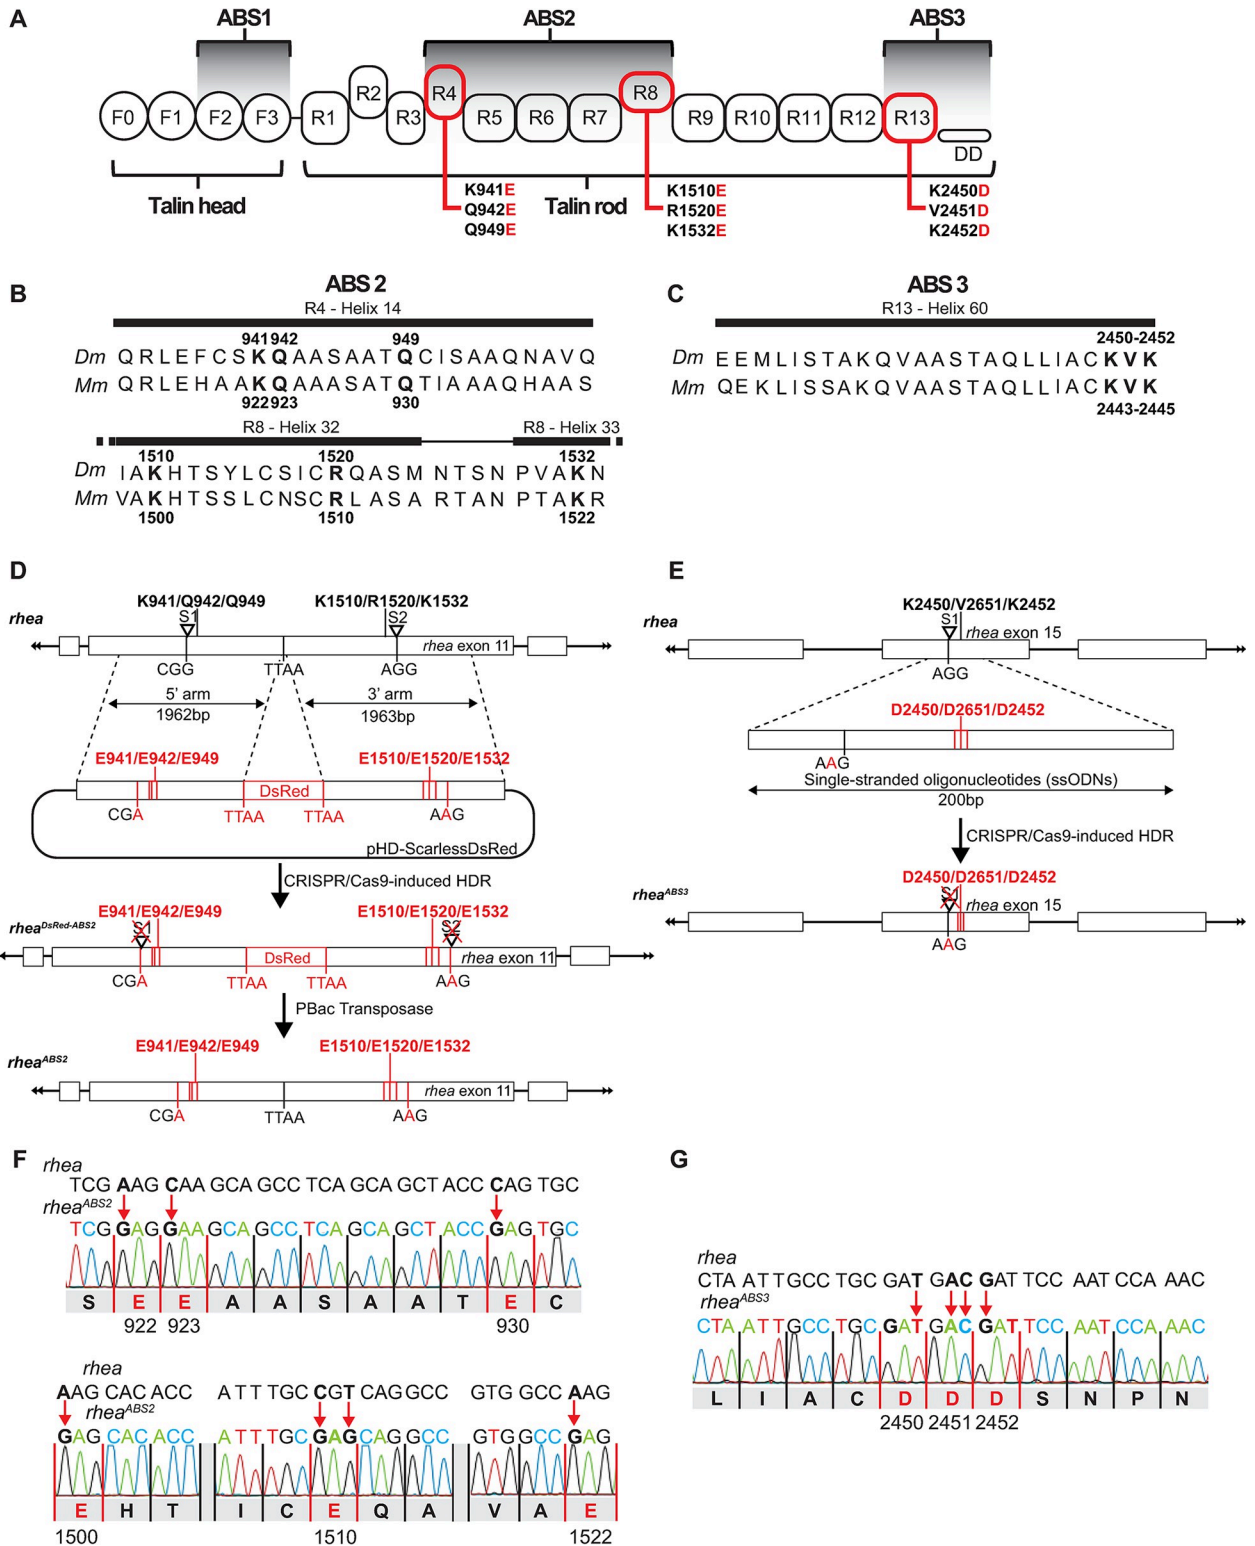 A
ABS1
ABS2
ABS3
F0 F1 F2 F3 R1 R2 R3 R4 R5 R6 R7 R8 R9 R10 R11 R12 R13
DD
Talin head
Talin rod
K941E
Q942E
Q949E
K1510E
R1520E
K1532E
K2450D
V2451D
K2452D
B
ABS 2
R4 - Helix 14
941 942 949
Dm Q R L E F C S K Q A A S A A T Q C I S A A Q N A V Q
Mm Q R L E H A A K Q A A A S A T Q T I A A A Q H A A S
922 923 930
R8 - Helix 32 R8 - Helix 33
1510 1520 1532
Dm I A K H T S Y L C S I C R Q A S M N T S N P V A K N
Mm V A K H T S S L C N S C R L A S A R T A N P T A K R
1500 1510 1522
C
ABS 3
R13 - Helix 60
2450-2452
Dm E E M L I S T A K Q V A A S T A Q L L I A C K V K
Mm Q E K L I S S A K Q V A A S T A Q L L I A C K V K
2443-2445
D
K941/Q942/Q949 K1510/R1520/K1532
rhea S1 S2
rhea exon 11
CGG TTAA AGG
5' arm 3' arm
1962bp 1963bp
E941/E942/E949 E1510/E1520/E1532
DsRed
CGA TTAA TTAA AAG
pHD-ScarlessDsRed
CRISPR/Cas9-induced HDR
E941/E942/E949 E1510/E1520/E1532
rheaDsRed-ABS2 S1 S2
DsRed rhea exon 11
CGA TTAA TTAA AAG
PBac Transposase
E941/E942/E949 E1510/E1520/E1532
rheaABS2
rhea exon 11
CGA TTAA AAG
E
K2450/V2651/K2452
rhea S1 rhea exon 15
AGG
D2450/D2651/D2452
AAG
Single-stranded oligonucleotides (ssODNs)
200bp
CRISPR/Cas9-induced HDR
D2450/D2651/D2452
rheaABS3 S1 rhea exon 15
AAG
F
rhea
TCG AAG CAA GCA GCC TCA GCA GCT ACC CAG TGC
rheaABS2
TCG GAG GAA GCA GCC TCA GCA GCT ACC GAG TGC
S E E A A S A A T E C
922 923 930
rhea
AAG CAC ACC ATT TGC CGT CAG GCC GTG GCC AAG
rheaABS2
GAG CAC ACC ATT TGC GAG CAG GCC GTG GCC GAG
E H T I C E Q A V A E
1500 1510 1522
G
rhea
CTA ATT GCC TGC GAT GAC GAT TCC AAT CCA AAC
rheaABS3
CTA ATT GCC TGC GAT GAC GAT TCC AAT CCA AAC
L I A C D D D S N P N
2450 2451 2452